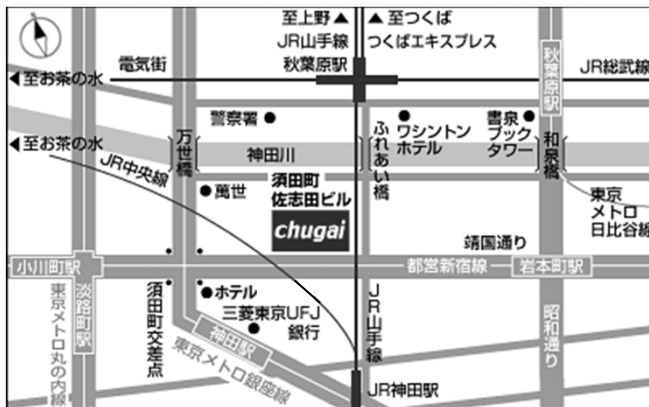 至上野▲
▲至つくば
JR山手線
つくばエキスプレス
電気街
秋葉原駅
秋葉原駅
JR総武線
◀至お茶の水
警察署
ワシントン
ホテル
書泉
ブック
タワー
◀至お茶の水
万世橋
神田川
ふれあい橋
和泉橋
JR中央線
萬世
須田町
佐志田ビル
chugai
東京
メトロ
日比谷線
靖国通り
小川町駅
都営新宿線
岩本町駅
淡路町駅
東京メトロ丸の内線
須田町交差点
ホテル
三菱東京UFJ
銀行
神田駅
東京メトロ銀座線
JR山手線
昭和通り
JR神田駅